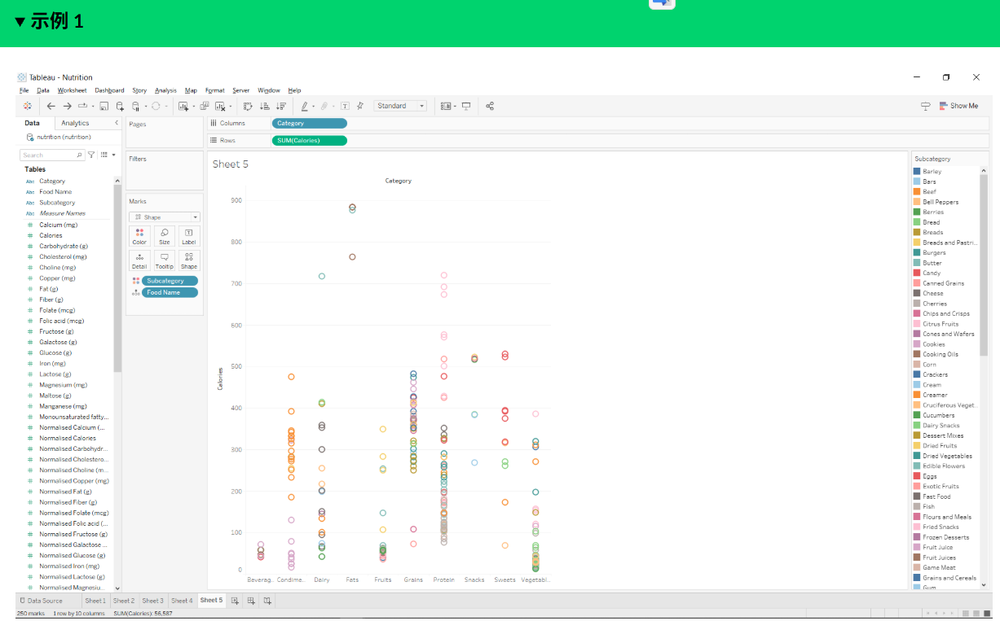 ▼ 示例 1
Tableau - Nutrition
File Data Worksheet Dashboard Story Analysis Map Format Server Window Help
Standard
Show Me
Data Analytics
nutrition (nutrition)
Search
Tables
Abc Category
Abc Food Name
Abc Subcategory
Abc Measure Names
# Calcium (mg)
# Calories
# Carbohydrate (g)
# Cholesterol (mg)
# Choline (mg)
# Copper (mg)
# Fat (g)
# Fiber (g)
# Folate (mcg)
# Folic acid (mcg)
# Fructose (g)
# Galactose (g)
# Glucose (g)
# Iron (mg)
# Lactose (g)
# Magnesium (mg)
# Maltose (g)
# Manganese (mg)
# Monounsaturated fatty...
# Normalised Calcium (...
# Normalised Calories
# Normalised Carbohydr...
# Normalised Cholestero...
# Normalised Choline (m...
# Normalised Copper (mg)
# Normalised Fat (g)
# Normalised Fiber (g)
# Normalised Folate (mcg)
# Normalised Folic acid (...
# Normalised Fructose (g)
# Normalised Galactose ...
# Normalised Glucose (g)
# Normalised Iron (mg)
# Normalised Lactose (g)
# Normalised Magnesiu...
Pages
Filters
Marks
Shape
Color Size Label
Detail Tooltip Shape
Subcategory
Food Name
Columns Category
Rows SUM(Calories)
Sheet 5
Category
Calories
900
800
700
600
500
400
300
200
100
0
Beverag.. Condime.. Dairy Fats Fruits Grains Protein Snacks Sweets Vegetabl..
Subcategory
Barley
Bars
Beef
Bell Peppers
Berries
Bread
Breads
Breads and Pastri..
Burgers
Butter
Candy
Canned Grains
Cheese
Cherries
Chips and Crisps
Citrus Fruits
Cones and Wafers
Cookies
Cooking Oils
Corn
Crackers
Cream
Creamer
Cruciferous Veget..
Cucumbers
Dairy Snacks
Dessert Mixes
Dried Fruits
Dried Vegetables
Edible Flowers
Eggs
Exotic Fruits
Fast Food
Fish
Flours and Meals
Fried Snacks
Frozen Desserts
Fruit Juice
Fruit Juices
Game Meat
Grains and Cereals
Gum
Data Source Sheet 1 Sheet 2 Sheet 3 Sheet 4 Sheet 5
250 marks 1 row by 10 columns SUM(Calories): 56,587